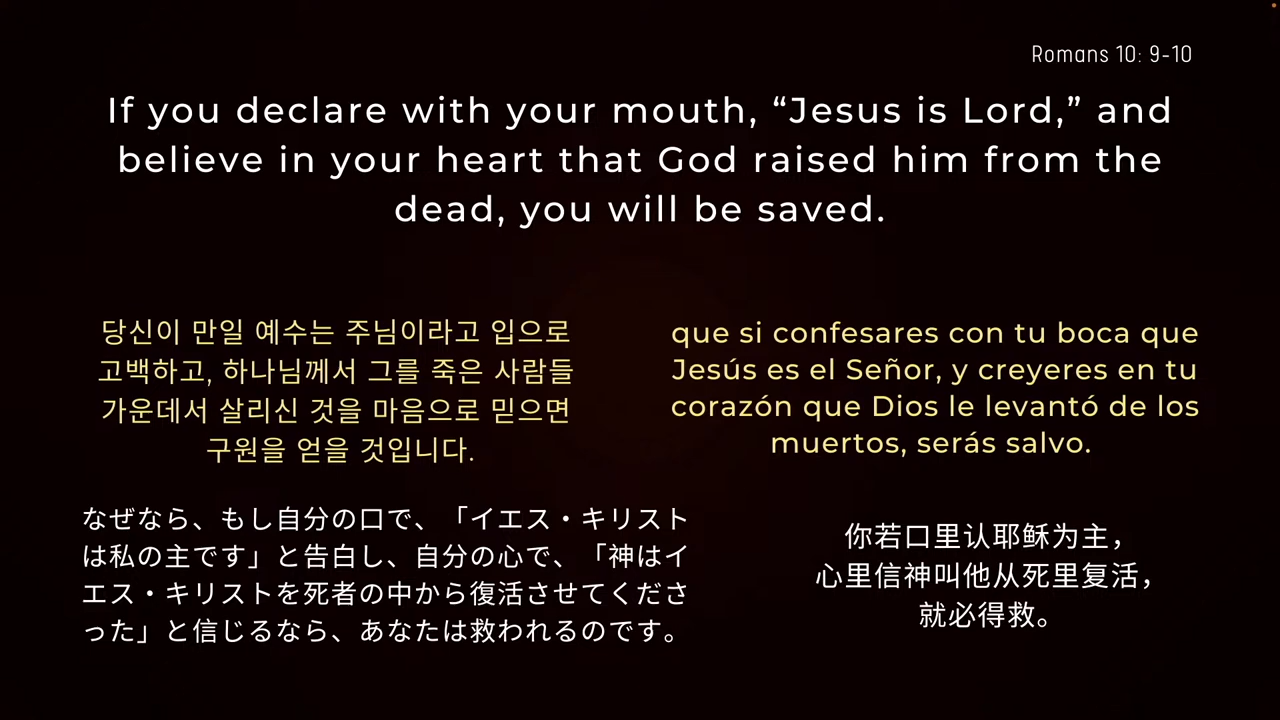 Romans 10: 9-10
If you declare with your mouth, “Jesus is Lord,” and
believe in your heart that God raised him from the
dead, you will be saved.
당신이 만일 예수는 주님이라고 입으로
고백하고, 하나님께서 그를 죽은 사람들
가운데서 살리신 것을 마음으로 믿으면
구원을 얻을 것입니다.
que si confesares con tu boca que
Jesús es el Señor, y creyeres en tu
corazón que Dios le levantó de los
muertos, serás salvo.
なぜなら、もし自分の口で、「イエス・キリスト
は私の主です」と告白し、自分の心で、「神はイ
エス・キリストを死者の中から復活させてくださ
った」と信じるなら、あなたは救われるのです。
你若口里认耶稣为主，
心里信神叫他从死里复活，
就必得救。